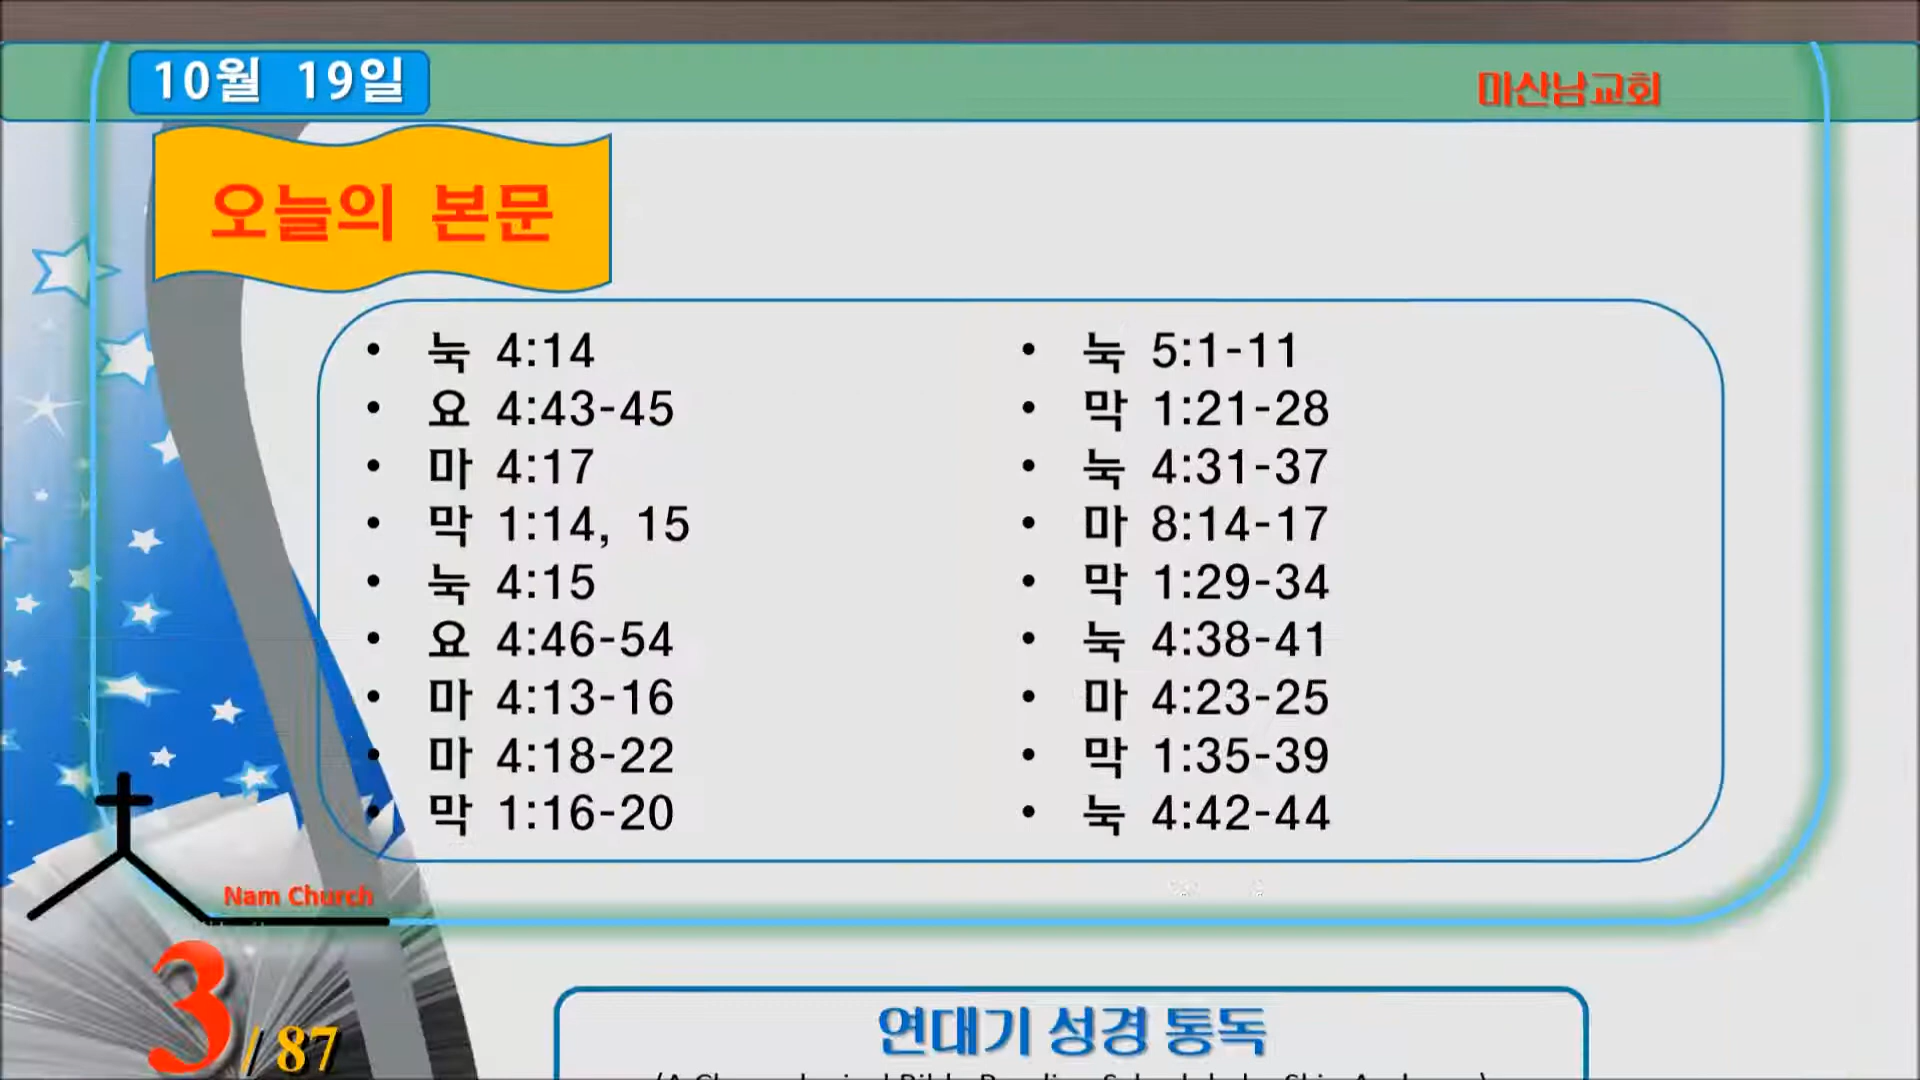 10월 19일
마산남교회
오늘의 본문
• 눅 4:14
• 요 4:43-45
• 마 4:17
• 막 1:14, 15
• 눅 4:15
• 요 4:46-54
• 마 4:13-16
• 마 4:18-22
• 막 1:16-20
• 눅 5:1-11
• 막 1:21-28
• 눅 4:31-37
• 마 8:14-17
• 막 1:29-34
• 눅 4:38-41
• 마 4:23-25
• 막 1:35-39
• 눅 4:42-44
Nam Church
3 / 87
연대기 성경 통독